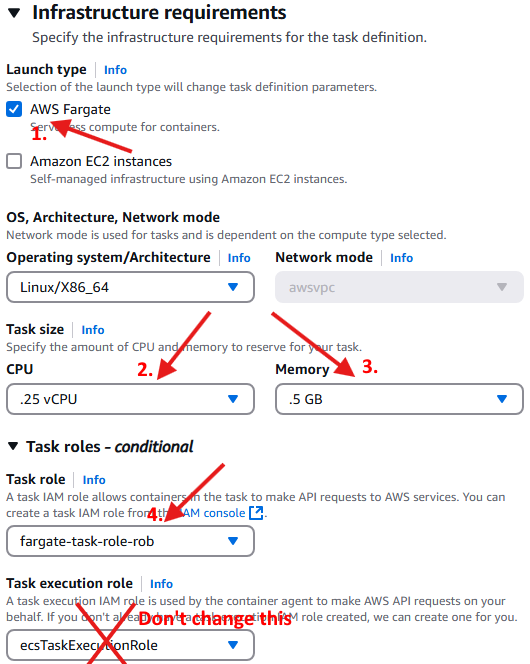 Infrastructure requirements
Specify the infrastructure requirements for the task definition.
Launch type Info
Selection of the launch type will change task definition parameters.
AWS Fargate
Serverless compute for containers.
1.
Amazon EC2 instances
Self-managed infrastructure using Amazon EC2 instances.
OS, Architecture, Network mode
Network mode is used for tasks and is dependent on the compute type selected.
Operating system/Architecture Info Network mode Info
Linux/X86_64 awsvpc
Task size Info
Specify the amount of CPU and memory to reserve for your task.
CPU 2. Memory 3.
.25 vCPU .5 GB
Task roles - conditional
Task role Info
A task IAM role allows containers in the task to make API requests to AWS services. You can
create a task IAM role from the IAM console.
4.
fargate-task-role-rob
Task execution role Info
A task execution IAM role is used by the container agent to make AWS API requests on your
behalf. If you don't already have a task execution IAM role created, we can create one for you.
Don't change this
ecsTaskExecutionRole